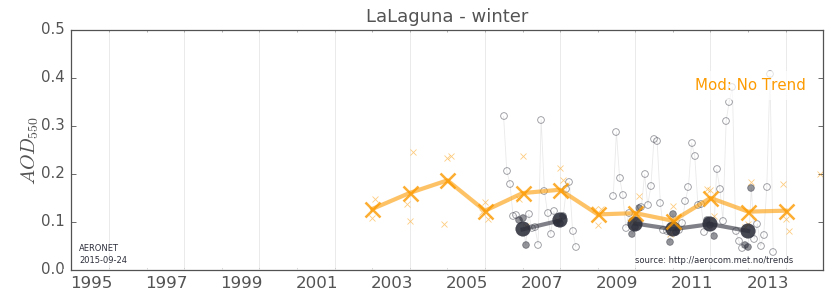 LaLaguna - winter
0.5
0.4
Mod: No Trend
0.3
AOD550
0.2
0.1
AERONET
2015-09-24
source: http://aerocom.met.no/trends
0.0
1995 1997 1999 2001 2003 2005 2007 2009 2011 2013